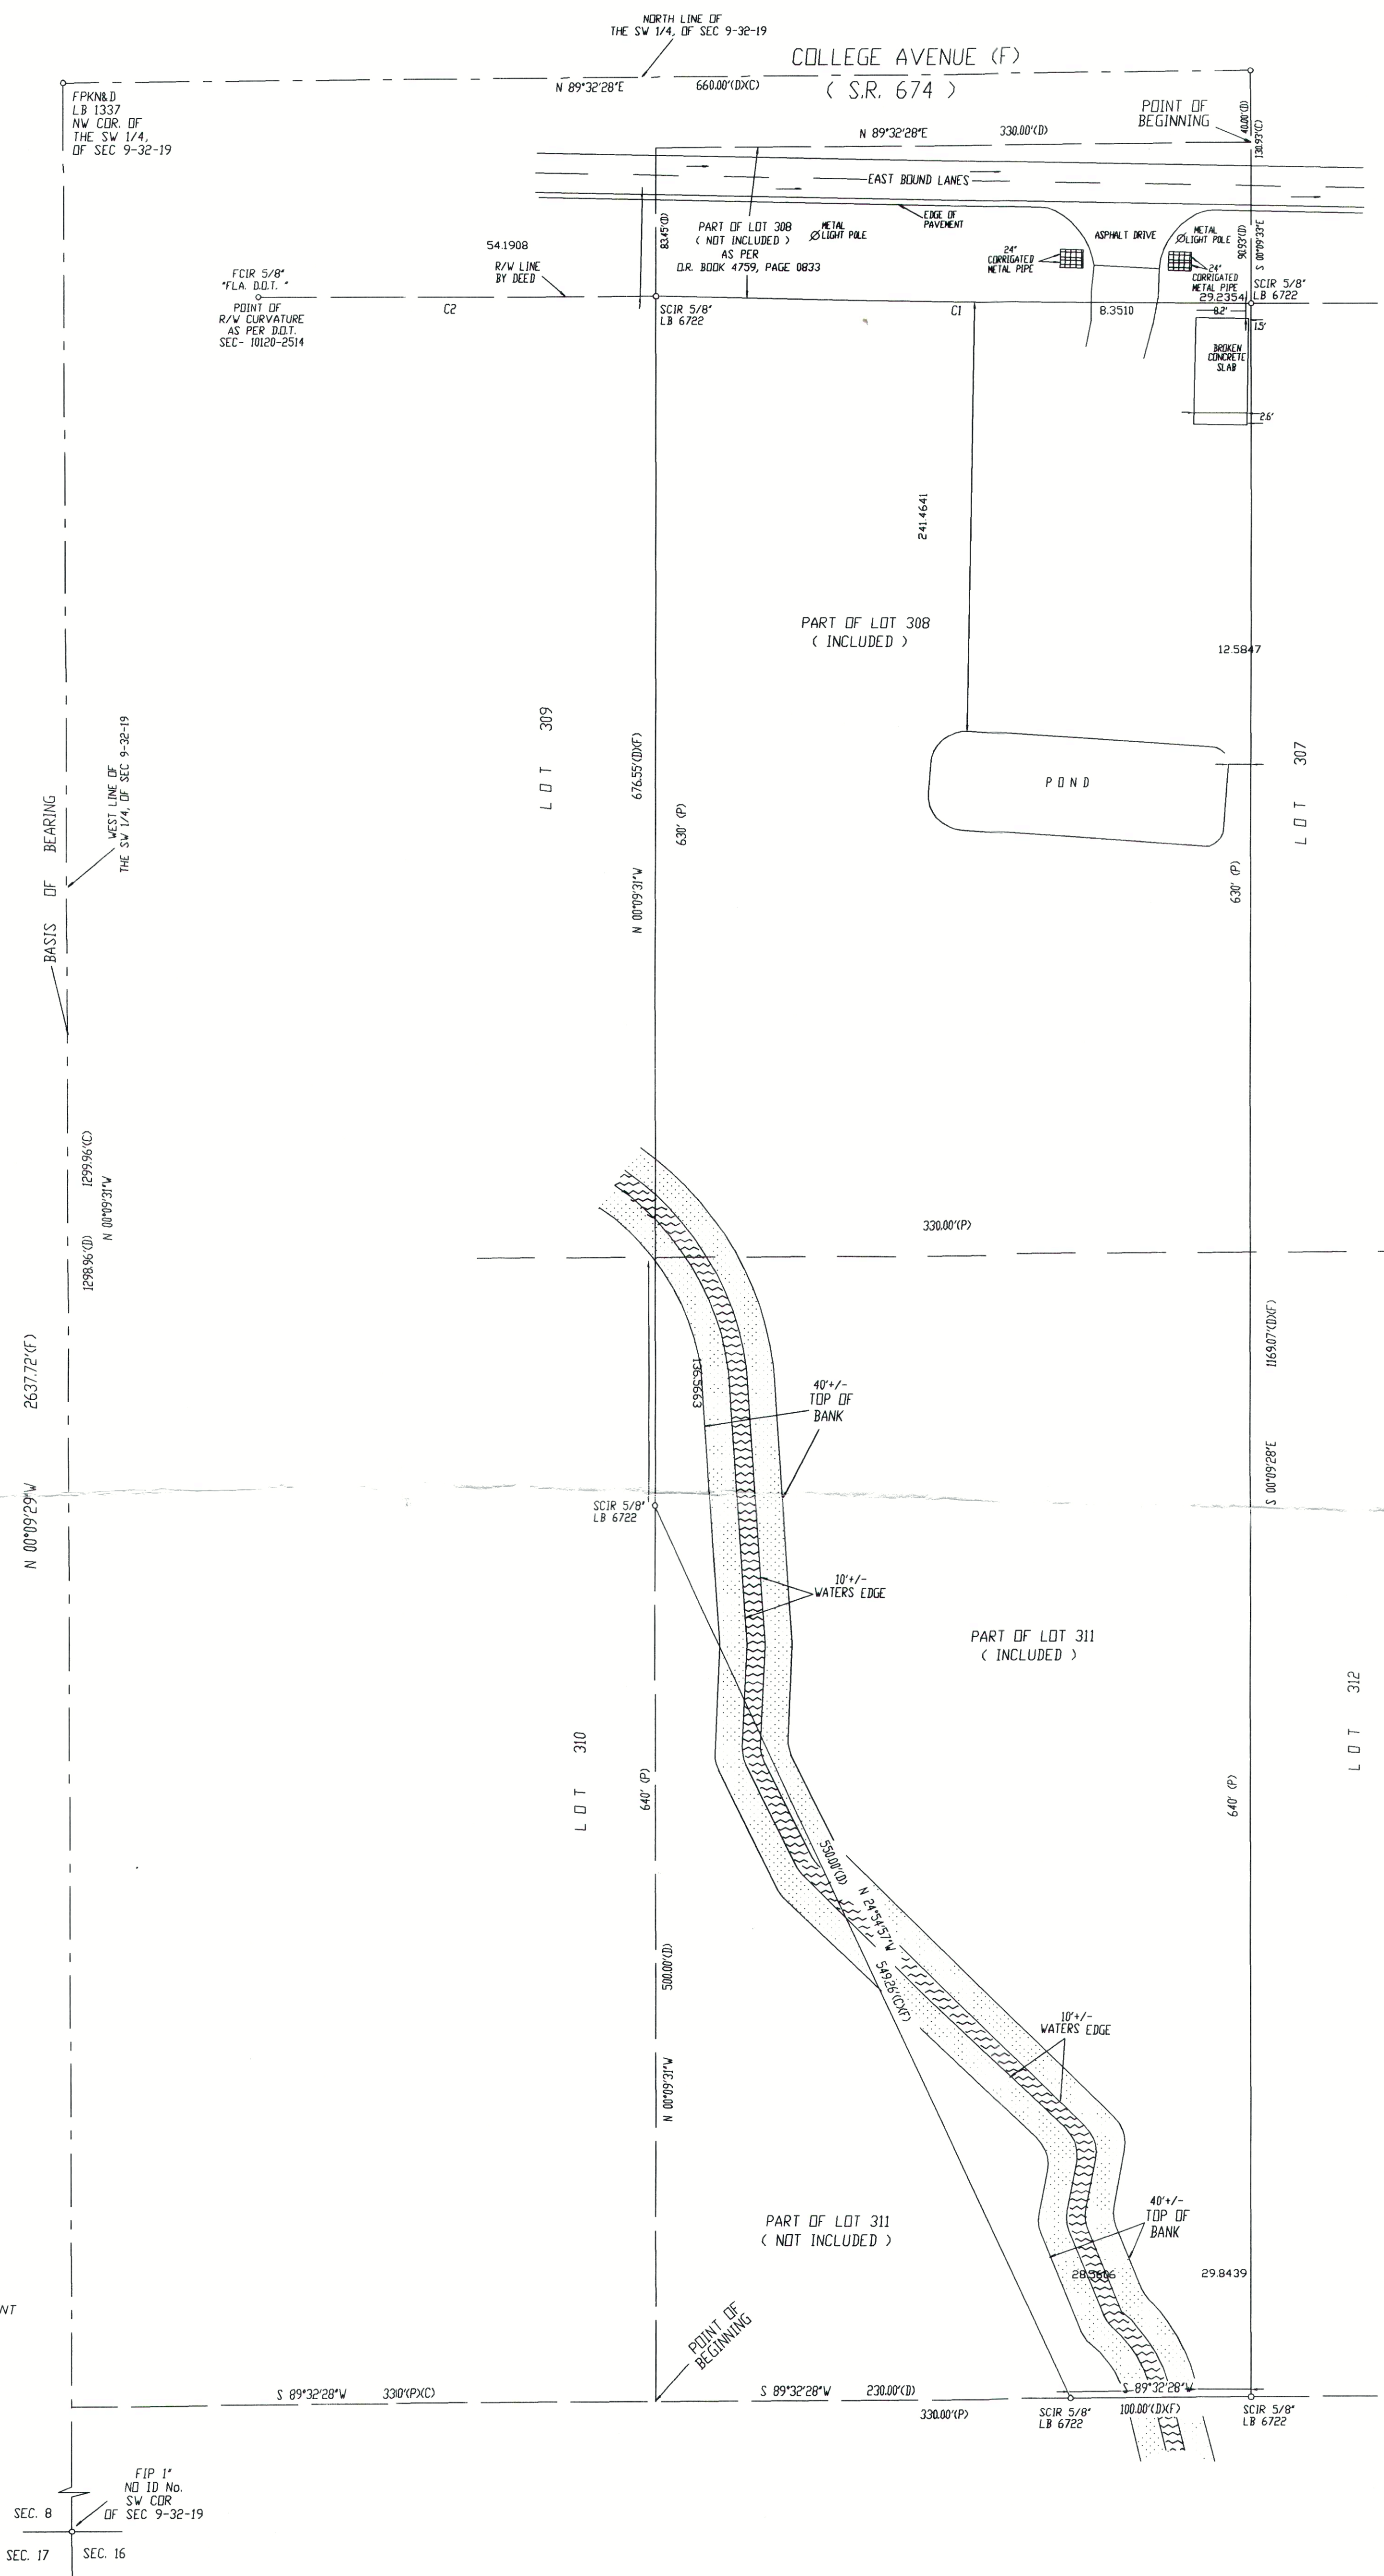 NORTH LINE OF
THE SW 1/4, OF SEC 9-32-19
COLLEGE AVENUE (F)
( S.R. 674 )
N 89°32'28"E 660.00'(D)(C)
FPKN&D
LB 1337
NW COR. OF
THE SW 1/4,
OF SEC 9-32-19
POINT OF
BEGINNING
40.00'(D)
130.93'(C)
N 89°32'28"E 330.00'(D)
EAST BOUND LANES
EDGE OF
PAVEMENT
83.45'(D)
PART OF LOT 308
( NOT INCLUDED )
AS PER
O.R. BOOK 4759, PAGE 0833
METAL
LIGHT POLE
24"
CORRIGATED
METAL PIPE
ASPHALT DRIVE
METAL
LIGHT POLE
24"
CORRIGATED
METAL PIPE
90.93'(D)
S 00°09'33"E
54.1908
R/W LINE
BY DEED
FCIR 5/8"
"FLA. D.O.T. "
POINT OF
R/W CURVATURE
AS PER D.O.T.
SEC- 10120-2514
C2
SCIR 5/8"
LB 6722
C1
8.3510
29.2354
SCIR 5/8"
LB 6722
8.2'
1.5'
BROKEN
CONCRETE
SLAB
2.6'
241.4641
PART OF LOT 308
( INCLUDED )
12.5847
LOT 309
676.55'(D)(F)
N 00°09'31"W
630' (P)
POND
LOT 307
630' (P)
WEST LINE OF
THE SW 1/4, OF SEC 9-32-19
BASIS OF BEARING
1298.96'(D) 1299.96'(C)
N 00°09'31"W
N 00°09'29"W 2637.72'(F)
330.00'(P)
136.5663
40'+/-
TOP OF
BANK
1169.07'(D)(F)
S 00°09'28"E
SCIR 5/8"
LB 6722
10'+/-
WATERS EDGE
PART OF LOT 311
( INCLUDED )
LOT 312
LOT 310
640' (P)
640' (P)
550.00'(D)
N 24°54'57"W
549.26'(C)(F)
500.00'(D)
N 00°09'31"W
10'+/-
WATERS EDGE
PART OF LOT 311
( NOT INCLUDED )
40'+/-
TOP OF
BANK
29.8439
NT
POINT OF
BEGINNING
S 89°32'28"W 330'(P)(C)
S 89°32'28"W 230.00'(D)
S 89°32'28"W
330.00'(P)
SCIR 5/8"
LB 6722
100.00'(D)(F)
SCIR 5/8"
LB 6722
FIP 1"
NO ID No.
SW COR
OF SEC 9-32-19
SEC. 8
SEC. 17
SEC. 16